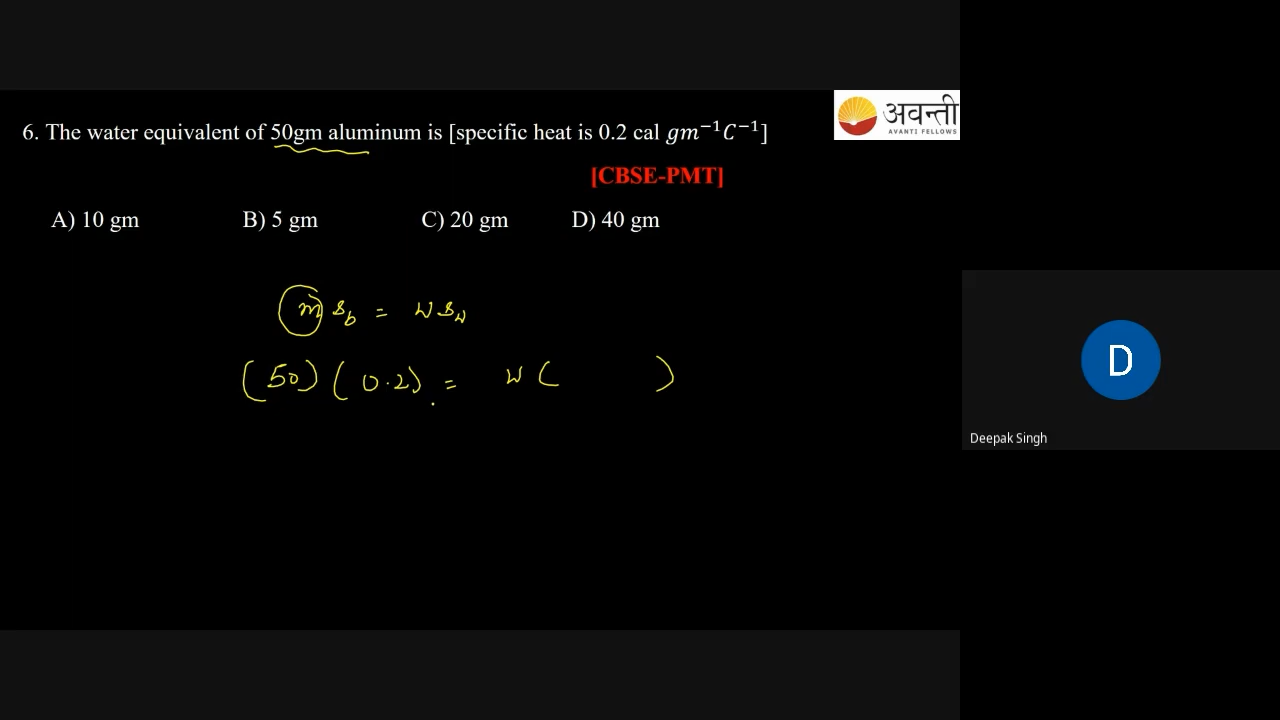 अवन्ती
AVANTI FELLOWS
6. The water equivalent of 50gm aluminum is [specific heat is 0.2 cal gm⁻¹C⁻¹]
[CBSE-PMT]
A) 10 gm B) 5 gm C) 20 gm D) 40 gm
m s_b = w s_w
(50) (0.2) = w ( )
D
Deepak Singh